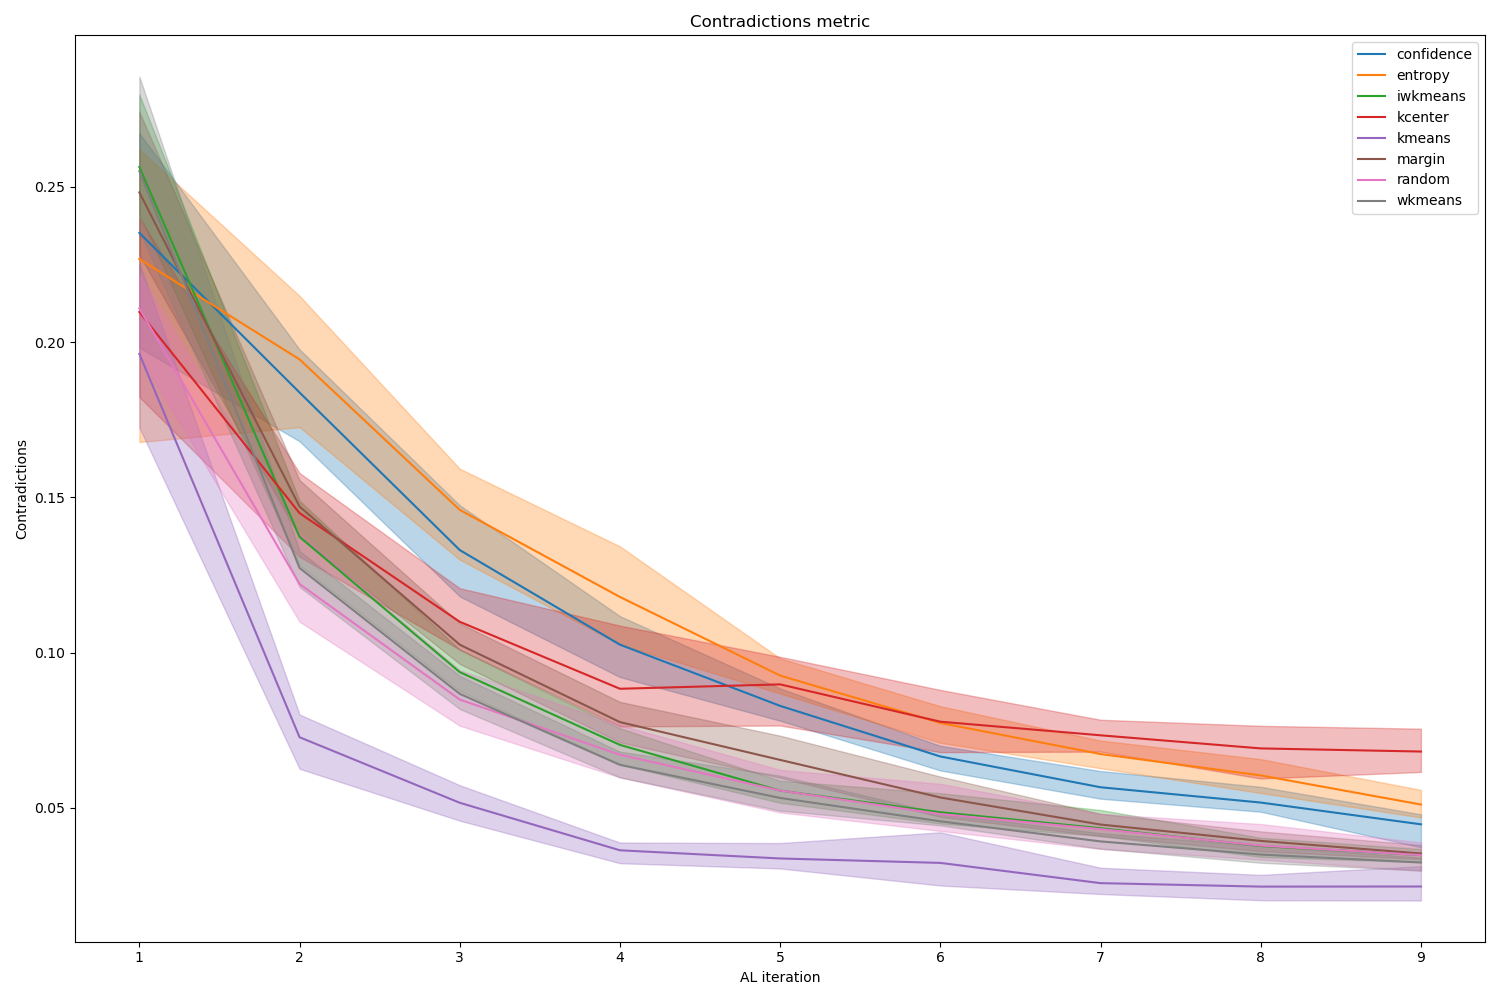 Contradictions metric
confidence
entropy
iwkmeans
kcenter
kmeans
margin
random
wkmeans
Contradictions
0.25
0.20
0.15
0.10
0.05
1 2 3 4 5 6 7 8 9
AL iteration